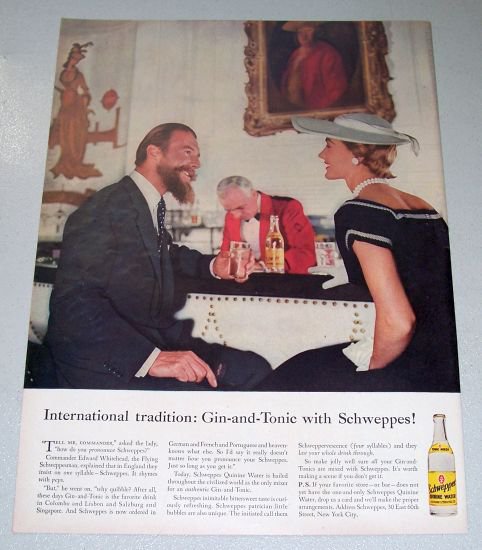 International tradition: Gin-and-Tonic with Schweppes!
"TELL ME, COMMANDER," asked the lady,
"how do you pronounce Schweppes?"
Commander Edward Whitehead, the Flying
Schweppesman, explained that in England they
insist on one syllable—Schweppes. It rhymes
with peps.
"But," he went on, "why quibble? After all,
these days Gin-and-Tonic is the favorite drink
in Colombo and Lisbon and Salzburg and
Singapore. And Schweppes is now ordered in
German and French and Portuguese and heaven-
knows what else. So I'd say it really doesn't
matter how you pronounce your Schweppes.
Just so long as you get it."
Today, Schweppes Quinine Water is hailed
throughout the civilized world as the only mixer
for an authentic Gin-and-Tonic.
Schweppes inimitable bittersweet taste is curi-
ously refreshing. Schweppes patrician little
bubbles are also unique. The initiated call them
Schweppervescence (four syllables) and they
last your whole drink through.
So make jolly well sure all your Gin-and-
Tonics are mixed with Schweppes. It's worth
making a scene if you don't get it.
P.S. If your favorite store—or bar—does not
yet have the one-and-only Schweppes Quinine
Water, drop us a card and we'll make the proper
arrangements. Address Schweppes, 30 East 60th
Street, New York City.
Schweppes
QUININE WATER